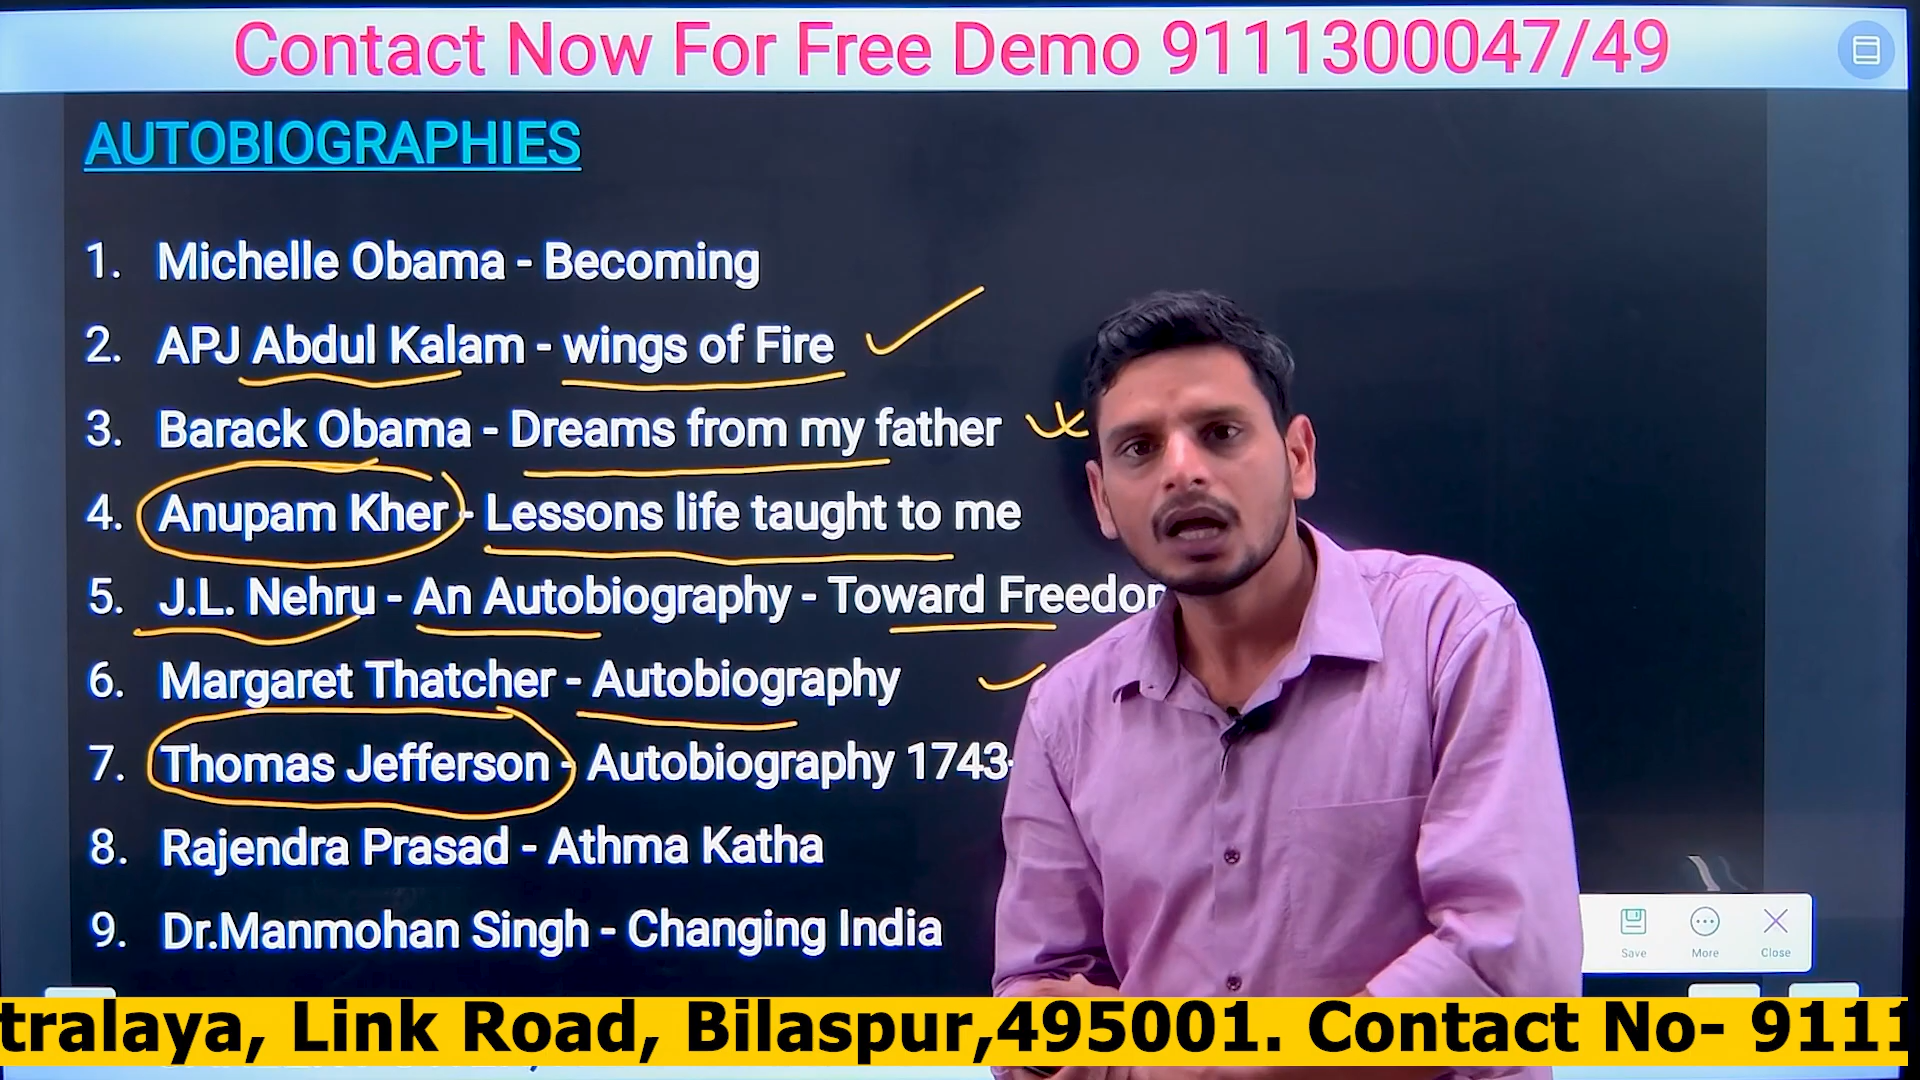 Contact Now For Free Demo 9111300047/49
AUTOBIOGRAPHIES
1. Michelle Obama - Becoming
2. APJ Abdul Kalam - wings of Fire
3. Barack Obama - Dreams from my father
4. Anupam Kher - Lessons life taught to me
5. J.L. Nehru - An Autobiography - Toward
6. Margaret Thatcher - Autobiography
7. Thomas Jefferson - Autobiography 1743-
8. Rajendra Prasad - Athma Katha
9. Dr.Manmohan Singh - Changing India
Save More Close
tralaya, Link Road, Bilaspur,495001. Contact No- 9111